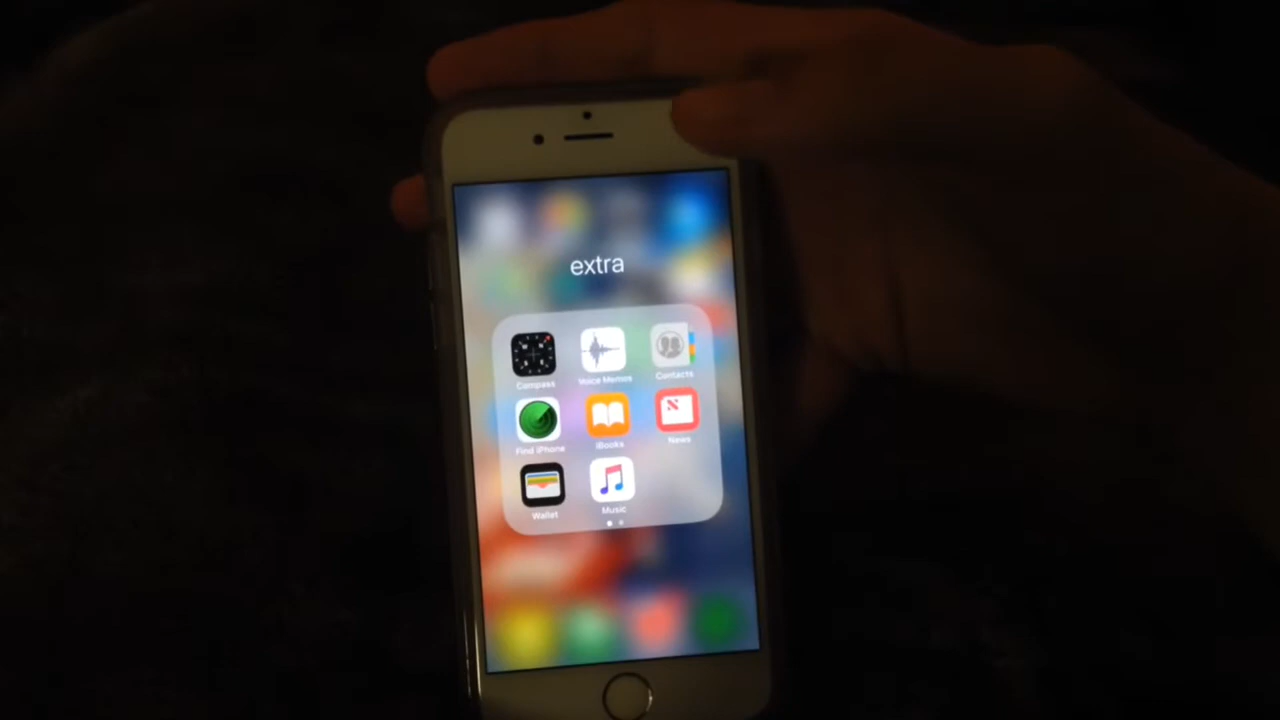 extra
Compass
Voice Memos
Contacts
Find iPhone
iBooks
News
Wallet
Music